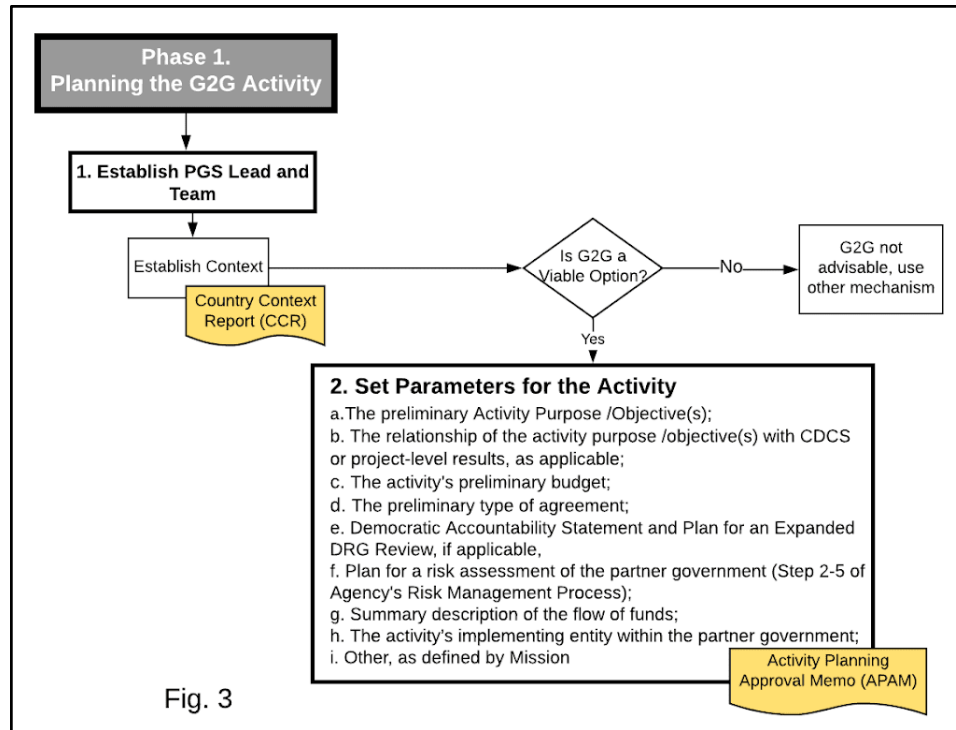 Phase 1.
Planning the G2G Activity
1. Establish PGS Lead and
Team
Establish Context
Country Context
Report (CCR)
Is G2G a
Viable Option?
No
G2G not
advisable, use
other mechanism
Yes
2. Set Parameters for the Activity
a.The preliminary Activity Purpose /Objective(s);
b. The relationship of the activity purpose /objective(s) with CDCS
or project-level results, as applicable;
c. The activity's preliminary budget;
d. The preliminary type of agreement;
e. Democratic Accountability Statement and Plan for an Expanded
DRG Review, if applicable,
f. Plan for a risk assessment of the partner government (Step 2-5 of
Agency's Risk Management Process);
g. Summary description of the flow of funds;
h. The activity's implementing entity within the partner government;
i. Other, as defined by Mission
Activity Planning
Approval Memo (APAM)
Fig. 3